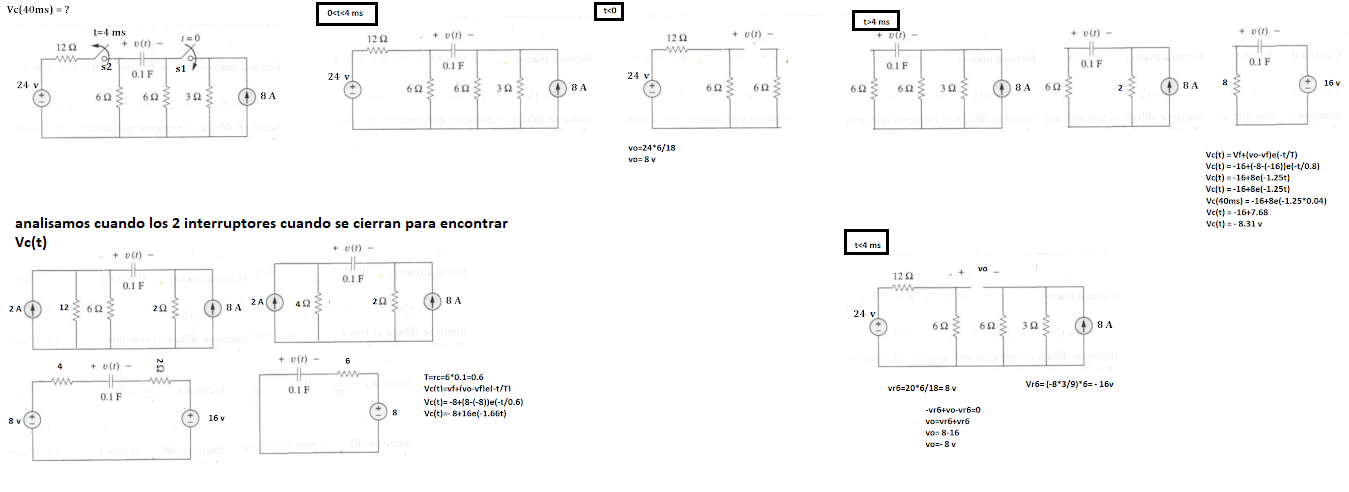 Vc(40ms) = ?
t=4 ms
12 Ω
+ υ(t) −
t = 0
s2
0.1 F
s1
24 v
6 Ω
6 Ω
3 Ω
8 A
0<t<4 ms
12 Ω
- + υ(t) −
0.1 F
24 v
6 Ω
6 Ω
3 Ω
8 A
t<0
12 Ω
+ υ(t) −
24 v
6 Ω
6 Ω
vo=24*6/18
vo= 8 v
t>4 ms
+ υ(t) −
0.1 F
6 Ω
6 Ω
3 Ω
8 A
+ υ(t) −
0.1 F
6 Ω
2
8 A
+ υ(t) −
0.1 F
8
16 v
Vc(t) = Vf+(vo-vf)e(-t/T)
Vc(t) = -16+(-8-(-16))e(-t/0.8)
Vc(t) = -16+8e(-1.25t)
Vc(t) = -16+8e(-1.25t)
Vc(40ms) = -16+8e(-1.25*0.04)
Vc(t) = -16+7.68
Vc(t) = - 8.31 v
analisamos cuando los 2 interruptores cuando se cierran para encontrar
Vc(t)
- + υ(t) −
0.1 F
2 A
12
6 Ω
2 Ω
8 A
+ υ(t) −
0.1 F
2 A
4 Ω
2 Ω
8 A
4
+ υ(t) −
2 Ω
0.1 F
8 v
16 v
+ υ(t) −
6
0.1 F
8
T=rc=6*0.1=0.6
Vc(t)=vf+(vo-vf)e(-t/T)
Vc(t)= -8+(8-(-8))e(-t/0.6)
Vc(t)=- 8+16e(-1.66t)
t<4 ms
12 Ω
- + vo −
24 v
6 Ω
6 Ω
3 Ω
8 A
vr6=20*6/18= 8 v
Vr6= (-8*3/9)*6= - 16v
-vr6+vo-vr6=0
vo=vr6+vr6
vo= 8-16
vo=- 8 v